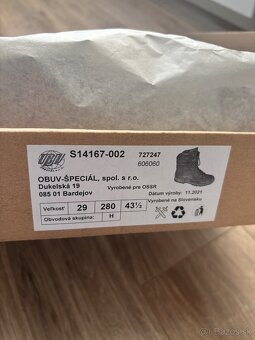 OBUV
S14167-002
727247
606060
OBUV-ŠPECIÁL, spol. s r.o.
Dukelská 19
085 01 Bardejov
Vyrobené pre OSSR
Dátum výroby: 11.2021
Vyrobené na Slovensku
Veľkosť 29 280 43½
Obvodová skupina: H